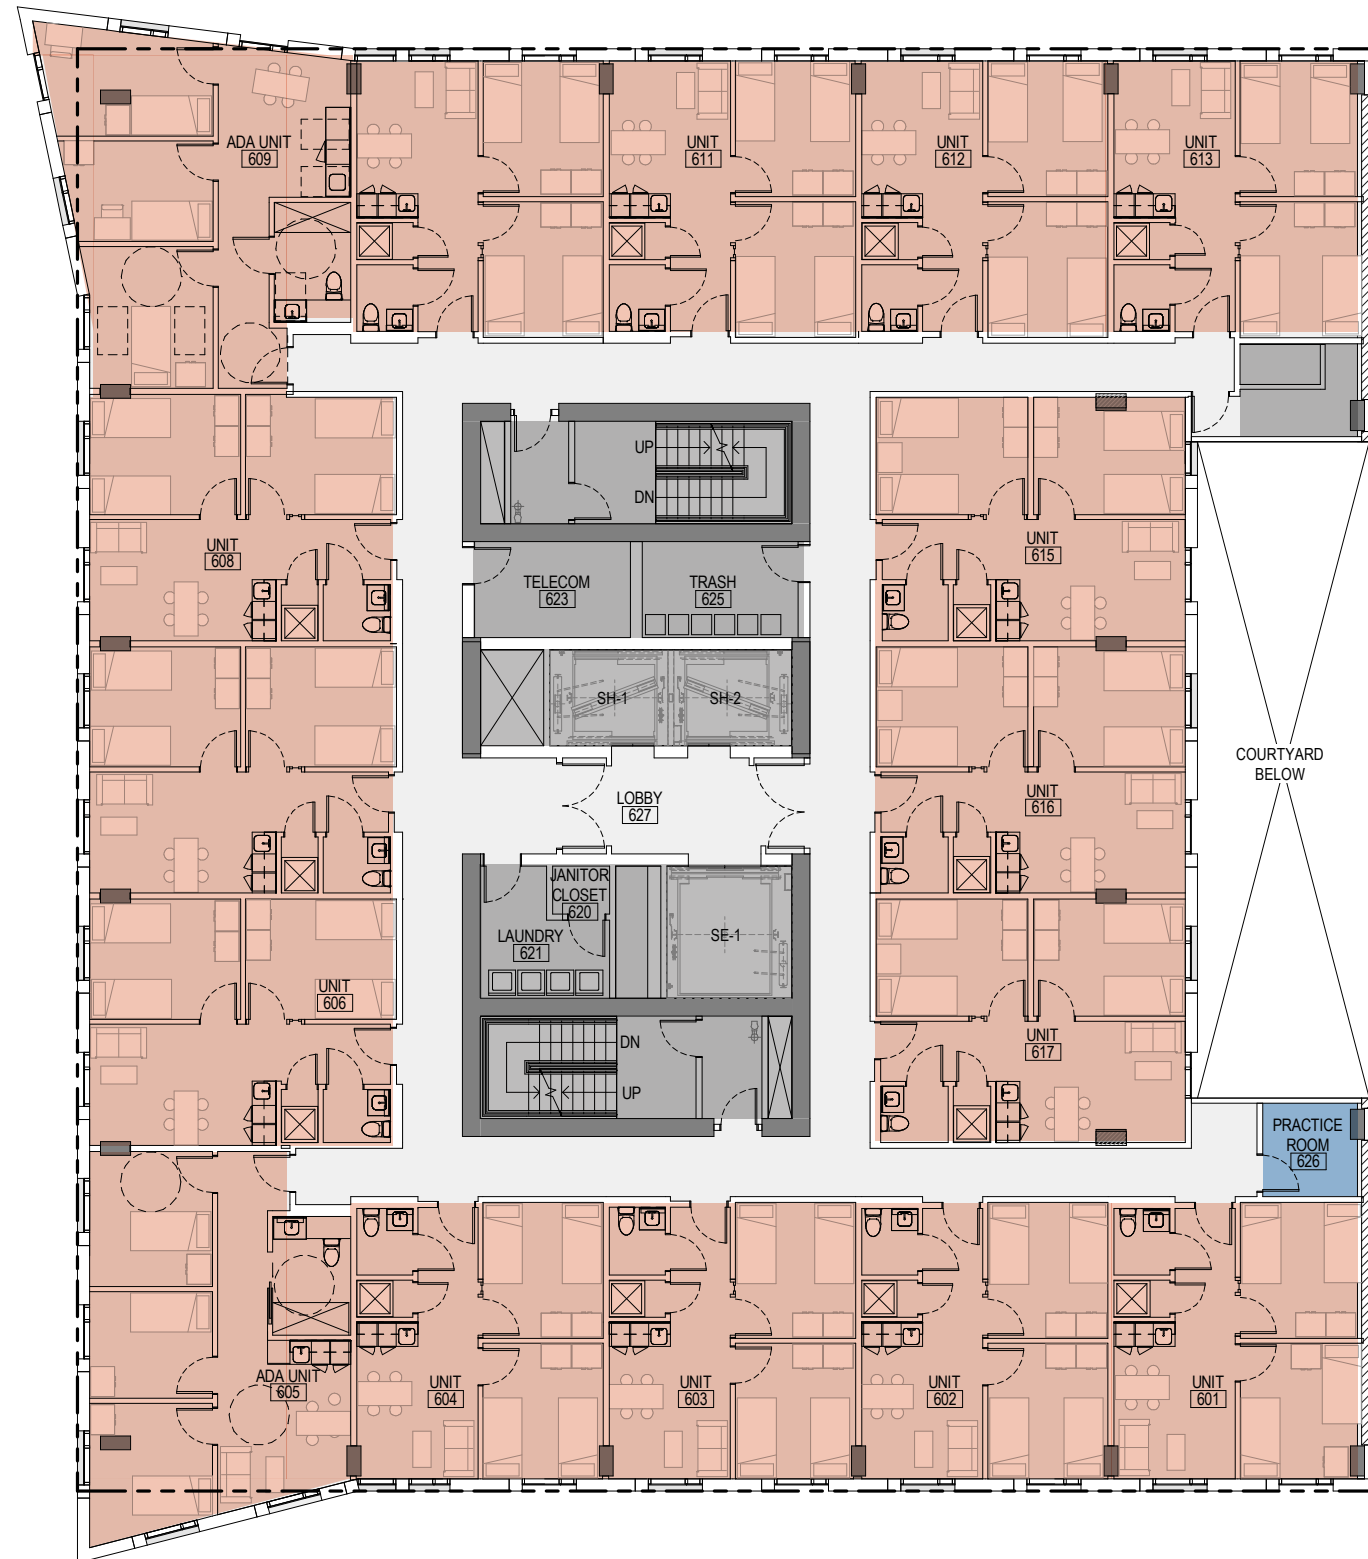 ADA UNIT
609
UNIT
611
UNIT
612
UNIT
613
UP
DN
UNIT
608
TELECOM
623
TRASH
625
UNIT
615
SH-1
SH-2
COURTYARD
BELOW
LOBBY
627
UNIT
616
JANITOR
CLOSET
620
LAUNDRY
621
SE-1
UNIT
606
DN
UP
UNIT
617
PRACTICE
ROOM
626
ADA UNIT
605
UNIT
604
UNIT
603
UNIT
602
UNIT
601